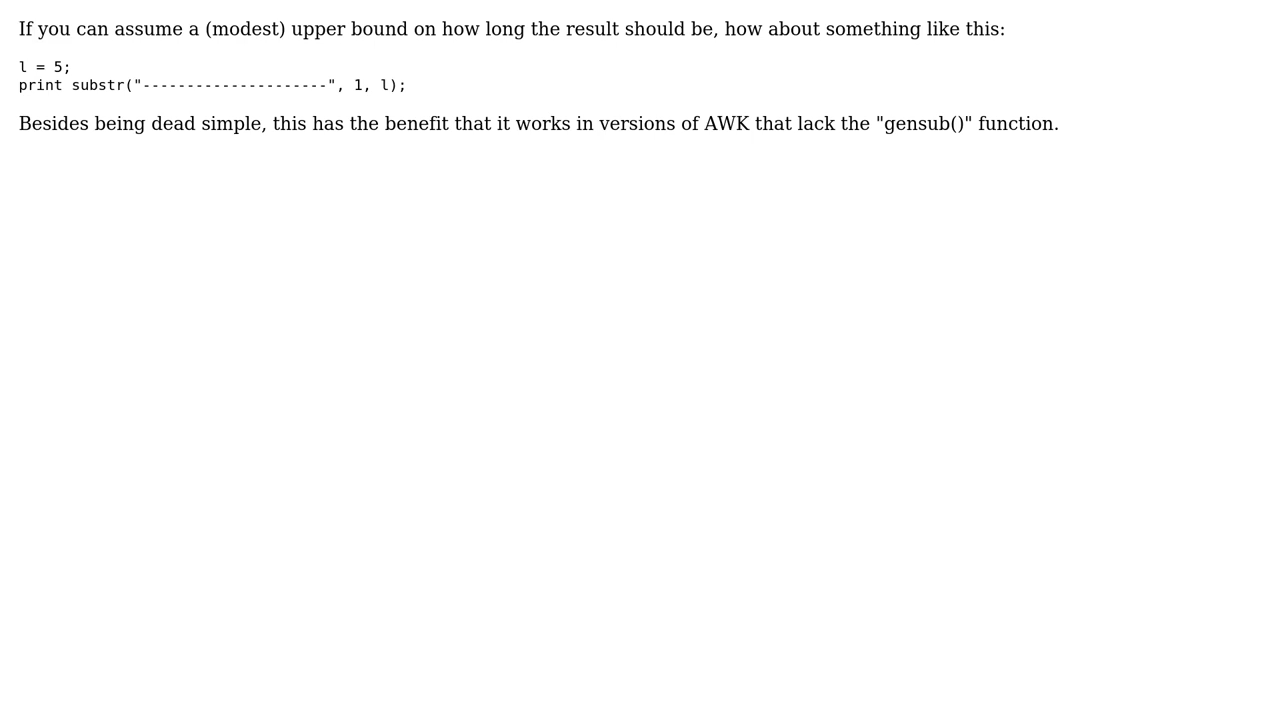 If you can assume a (modest) upper bound on how long the result should be, how about something like this:
l = 5;
print substr("---------------------", 1, l);
Besides being dead simple, this has the benefit that it works in versions of AWK that lack the "gensub()" function.